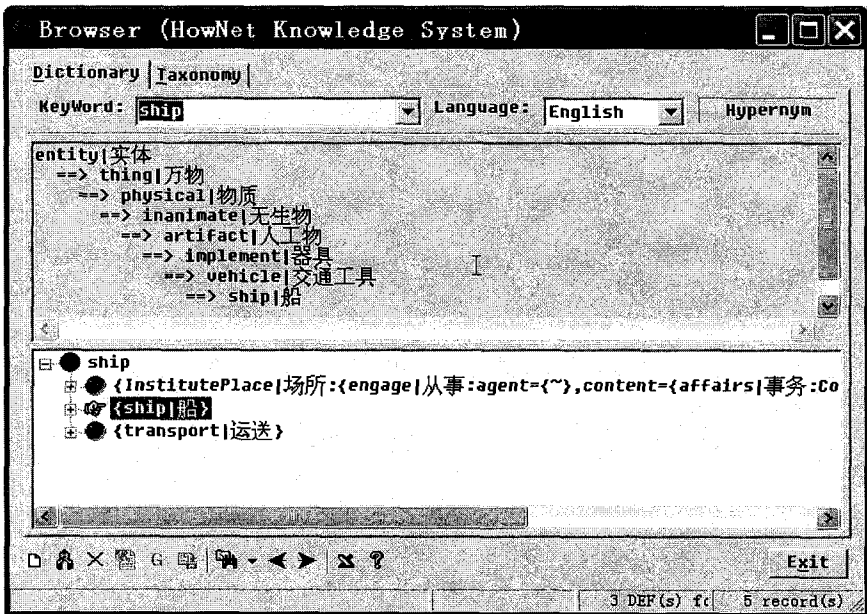 Browser (HowNet Knowledge System)
Dictionary Taxonomy
KeyWord: ship Language: English Hypernym
entity|实体
==> thing|万物
==> physical|物质
==> inanimate|无生物
==> artifact|人工物
==> implement|器具
==> vehicle|交通工具
==> ship|船
ship
{InstitutePlace|场所:{engage|从事:agent={~},content={affairs|事务:Co
{ship|船}
{transport|运送}
G
Exit
3 DEF(s) fo 5 record(s)